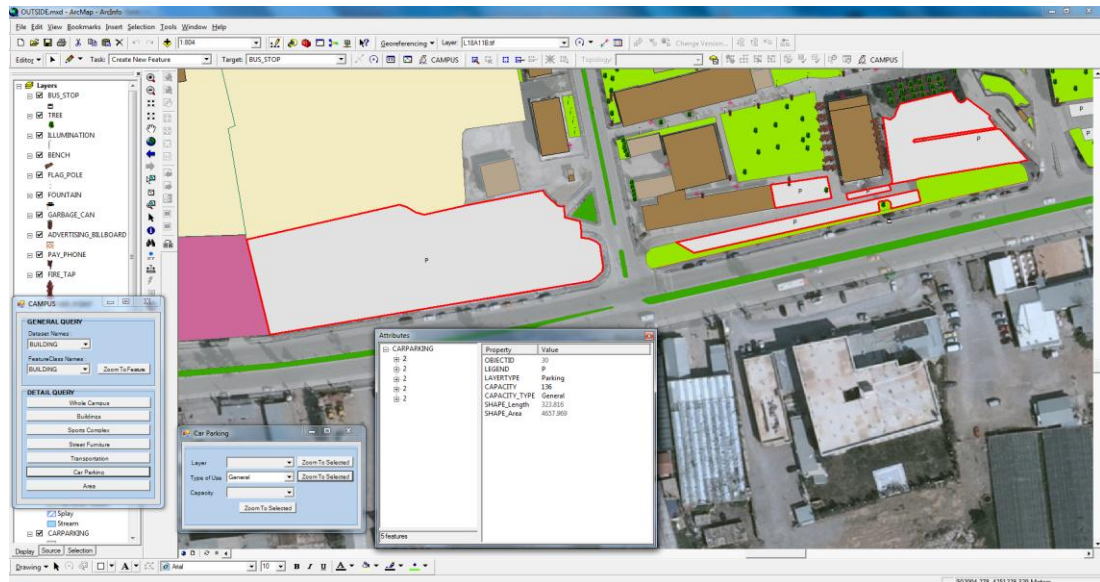 OUTSIDE.mxd - ArcMap - ArcInfo
File Edit View Bookmarks Insert Selection Tools Window Help
1:804 Georeferencing Layer: L18A11B.tif Change Version...
Editor Task: Create New Feature Target: BUS_STOP CAMPUS Topology: CAMPUS
Layers
BUS_STOP
TREE
ILLUMINATION
BENCH
FLAG_POLE
FOUNTAIN
GARBAGE_CAN
ADVERTISING_BILLBOARD
PAY_PHONE
FIRE_TAP
P
P
P
P
P
CAMPUS
GENERAL QUERY
Dataset Names :
BUILDING
FeatureClass Names :
BUILDING Zoom To Feature
DETAIL QUERY
Whole Campus
Buildings
Sports Complex
Street Furniture
Transportation
Car Parking
Area
Car Parking
Layer Zoom To Selected
Type of Use General Zoom To Selected
Capacity
Zoom To Selected
Attributes
CARPARKING
2
2
2
2
2
Property Value
OBJECTID 30
LEGEND P
LAYERTYPE Parking
CAPACITY 136
CAPACITY_TYPE General
SHAPE_Length 323.816
SHAPE_Area 4657.969
5 features
Splay
Stream
CARPARKING
Display Source Selection
Drawing Arial 10 B I U A